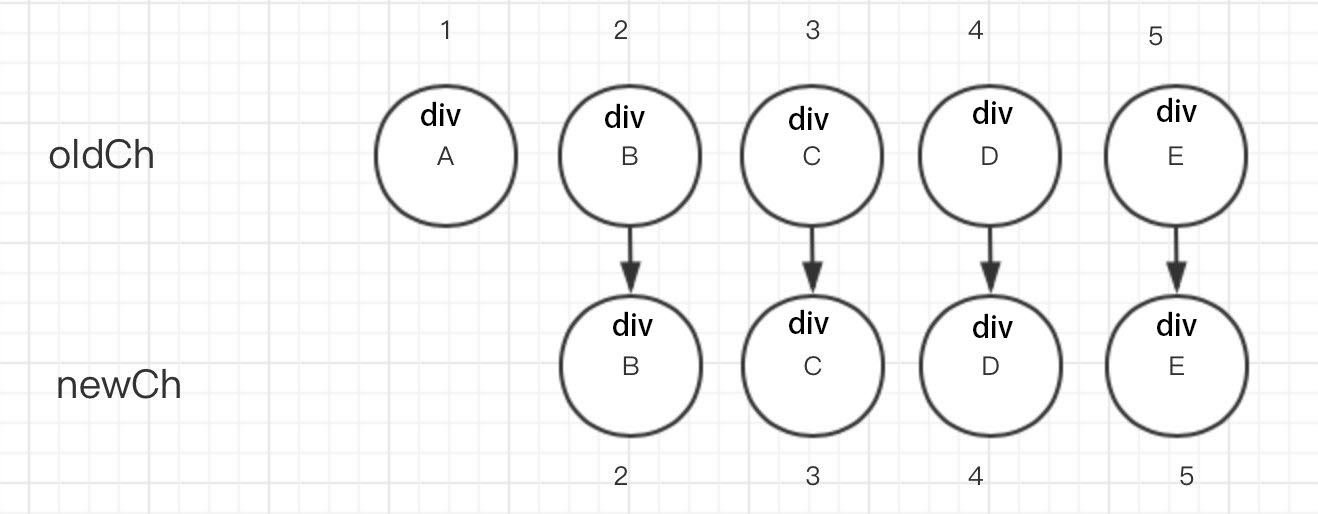 1 2 3 4 5
div div div div div
oldCh A B C D E
div div div div
newCh B C D E
2 3 4 5